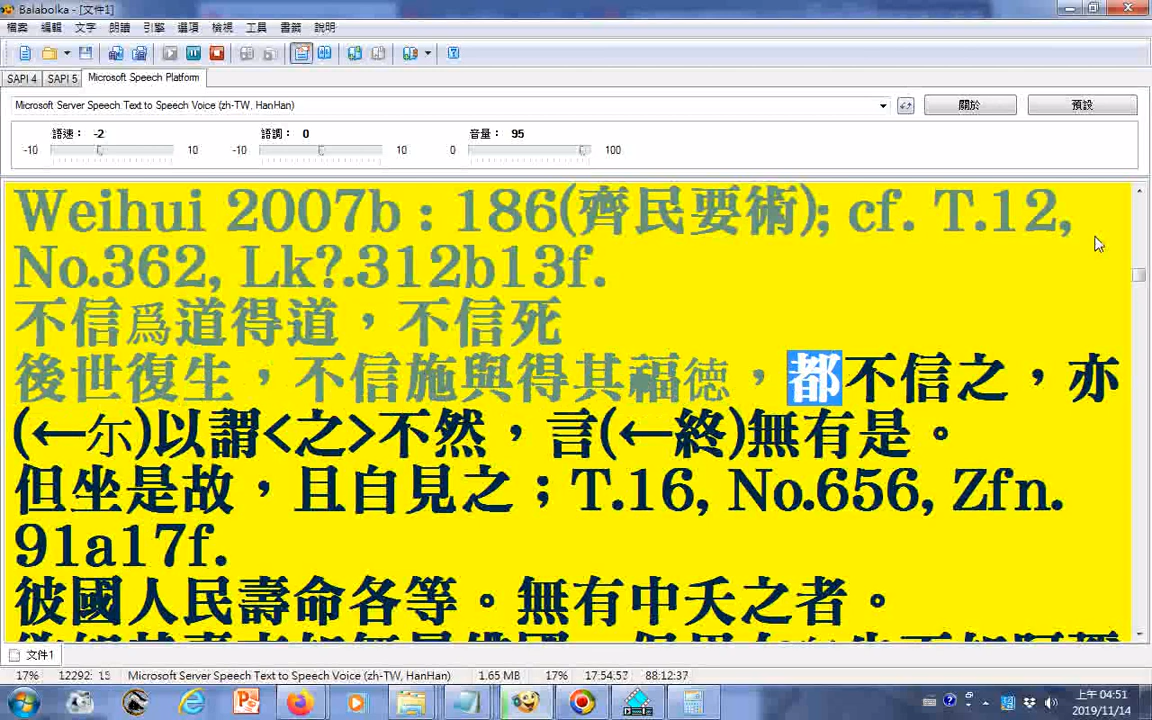 Balabolka - [文件1]
檔案 編輯 文字 朗讀 引擎 選項 檢視 工具 書籤 說明
SAPI 4 SAPI 5 Microsoft Speech Platform
Microsoft Server Speech Text to Speech Voice (zh-TW, HanHan) 關於 預設
語速： -2 語調： 0 音量： 95
-10 10 -10 10 0 100
Weihui 2007b : 186(齊民要術); cf. T.12,
No.362, Lk?.312b13f.
不信爲道得道，不信死
後世復生，不信施與得其福徳，都不信之，亦
(←尓)以謂<之>不然，言(←終)無有是。
但坐是故，且自見之；T.16, No.656, Zfn.
91a17f.
彼國人民壽命各等。無有中夭之者。
文件1
17% 12292: 15 Microsoft Server Speech Text to Speech Voice (zh-TW, HanHan) 1.65 MB 17% 17:54:57 88:12:37
上午 04:51
2019/11/14